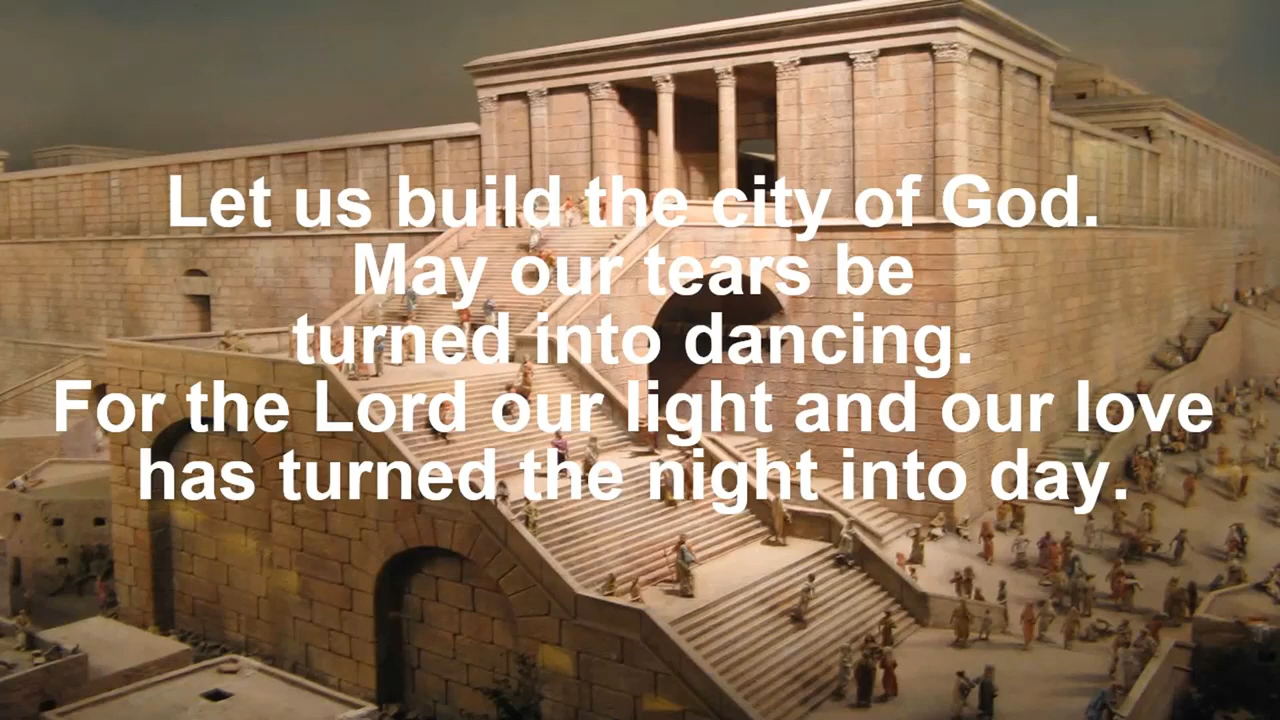 Let us build the city of God.
May our tears be
turned into dancing.
For the Lord our light and our love
has turned the night into day.